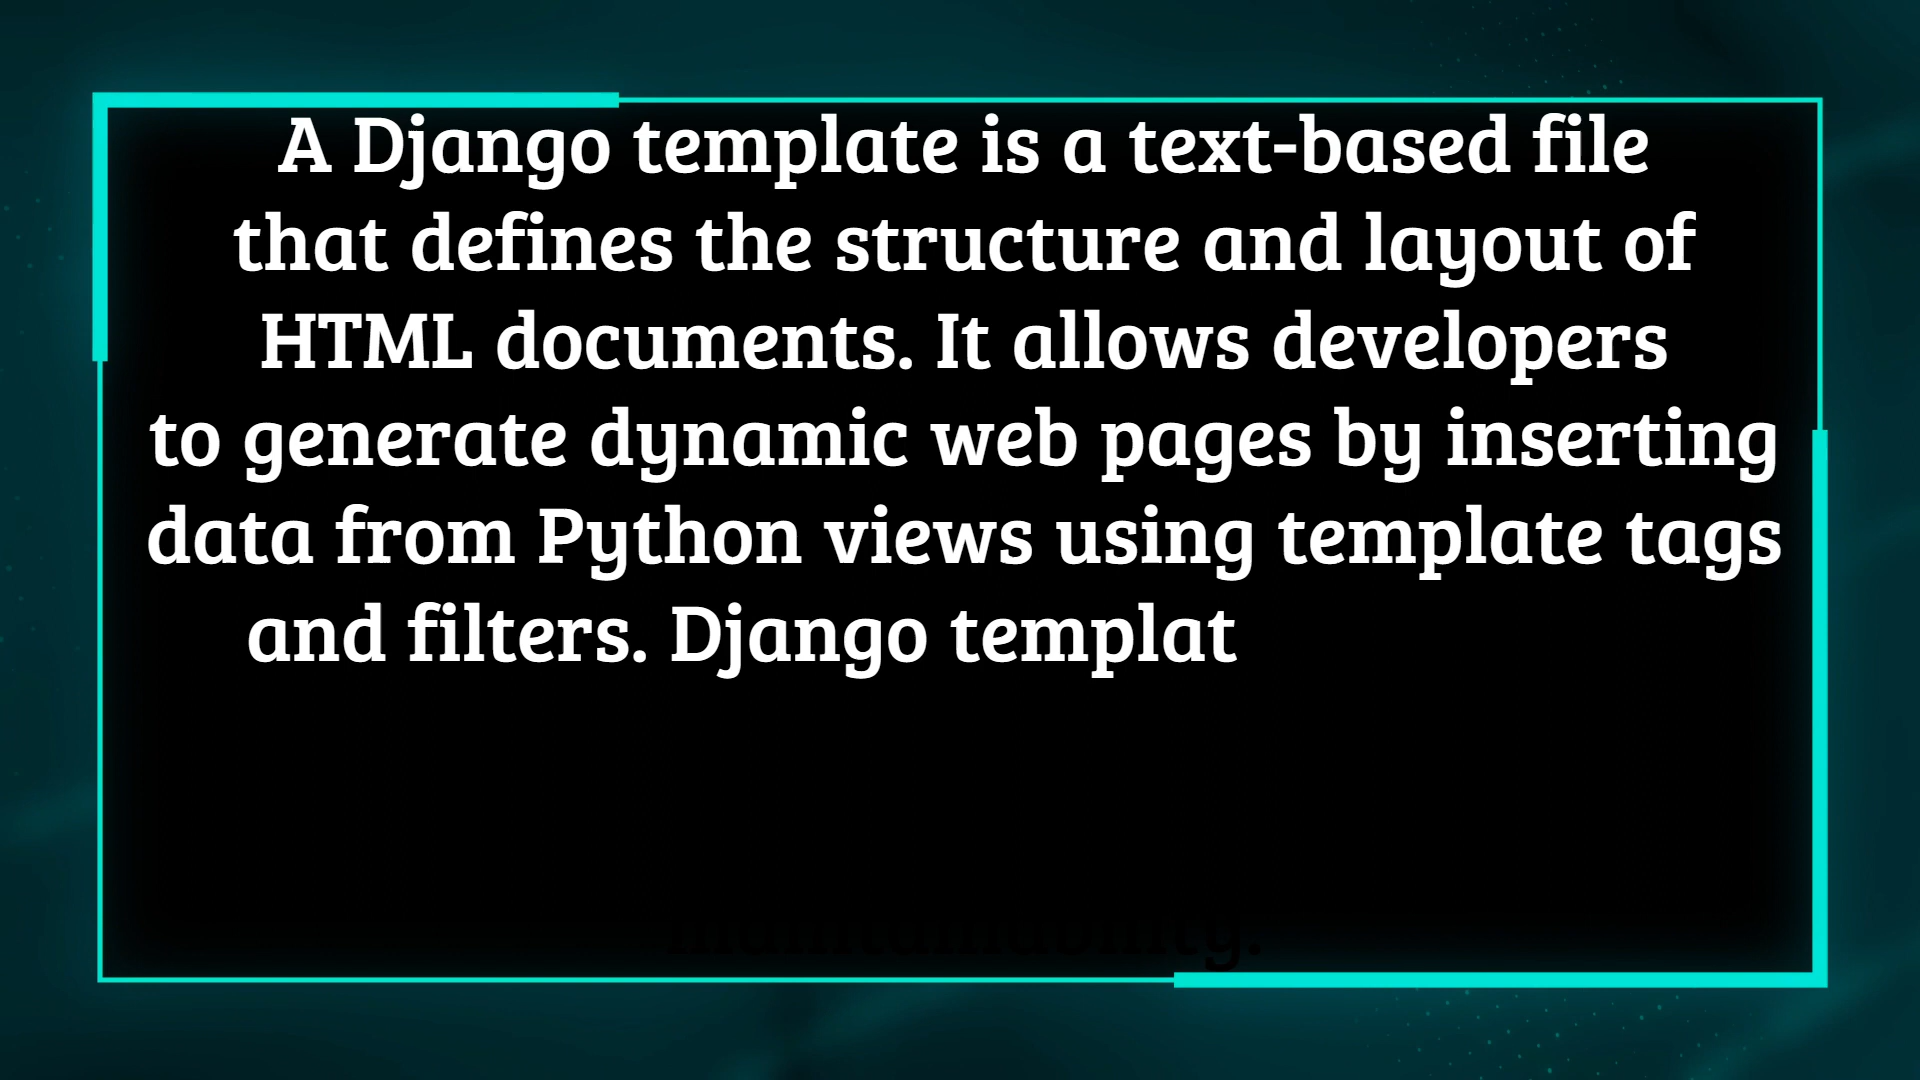 A Django template is a text-based file
that defines the structure and layout of
HTML documents. It allows developers
to generate dynamic web pages by inserting
data from Python views using template tags
and filters. Django templat
maintainability.